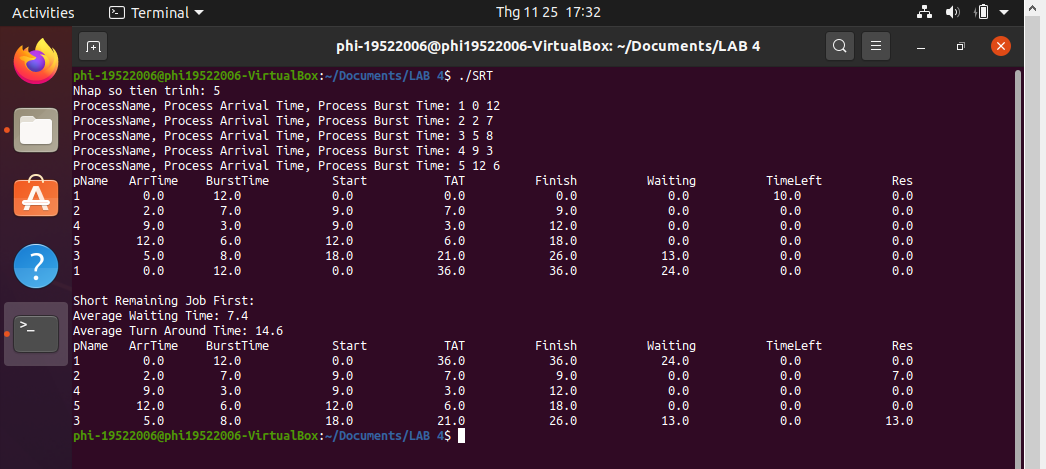 Activities Terminal Thg 11 25 17:32
phi-19522006@phi19522006-VirtualBox: ~/Documents/LAB 4
phi-19522006@phi19522006-VirtualBox:~/Documents/LAB 4$ ./SRT
Nhap so tien trinh: 5
ProcessName, Process Arrival Time, Process Burst Time: 1 0 12
ProcessName, Process Arrival Time, Process Burst Time: 2 2 7
ProcessName, Process Arrival Time, Process Burst Time: 3 5 8
ProcessName, Process Arrival Time, Process Burst Time: 4 9 3
ProcessName, Process Arrival Time, Process Burst Time: 5 12 6
pName ArrTime BurstTime Start TAT Finish Waiting TimeLeft Res
1 0.0 12.0 0.0 0.0 0.0 0.0 10.0 0.0
2 2.0 7.0 9.0 7.0 9.0 0.0 0.0 0.0
4 9.0 3.0 9.0 3.0 12.0 0.0 0.0 0.0
5 12.0 6.0 12.0 6.0 18.0 0.0 0.0 0.0
3 5.0 8.0 18.0 21.0 26.0 13.0 0.0 0.0
1 0.0 12.0 0.0 36.0 36.0 24.0 0.0 0.0
Short Remaining Job First:
Average Waiting Time: 7.4
Average Turn Around Time: 14.6
pName ArrTime BurstTime Start TAT Finish Waiting TimeLeft Res
1 0.0 12.0 0.0 36.0 36.0 24.0 0.0 0.0
2 2.0 7.0 9.0 7.0 9.0 0.0 0.0 7.0
4 9.0 3.0 9.0 3.0 12.0 0.0 0.0 0.0
5 12.0 6.0 12.0 6.0 18.0 0.0 0.0 0.0
3 5.0 8.0 18.0 21.0 26.0 13.0 0.0 13.0
phi-19522006@phi19522006-VirtualBox:~/Documents/LAB 4$